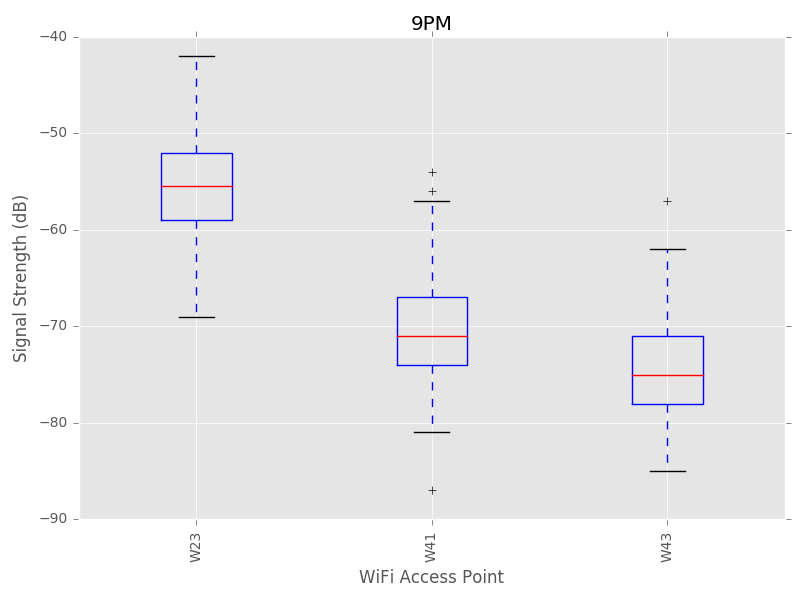 9PM
−40
−50
−60
−70
−80
−90
Signal Strength (dB)
W23
W41
W43
WiFi Access Point